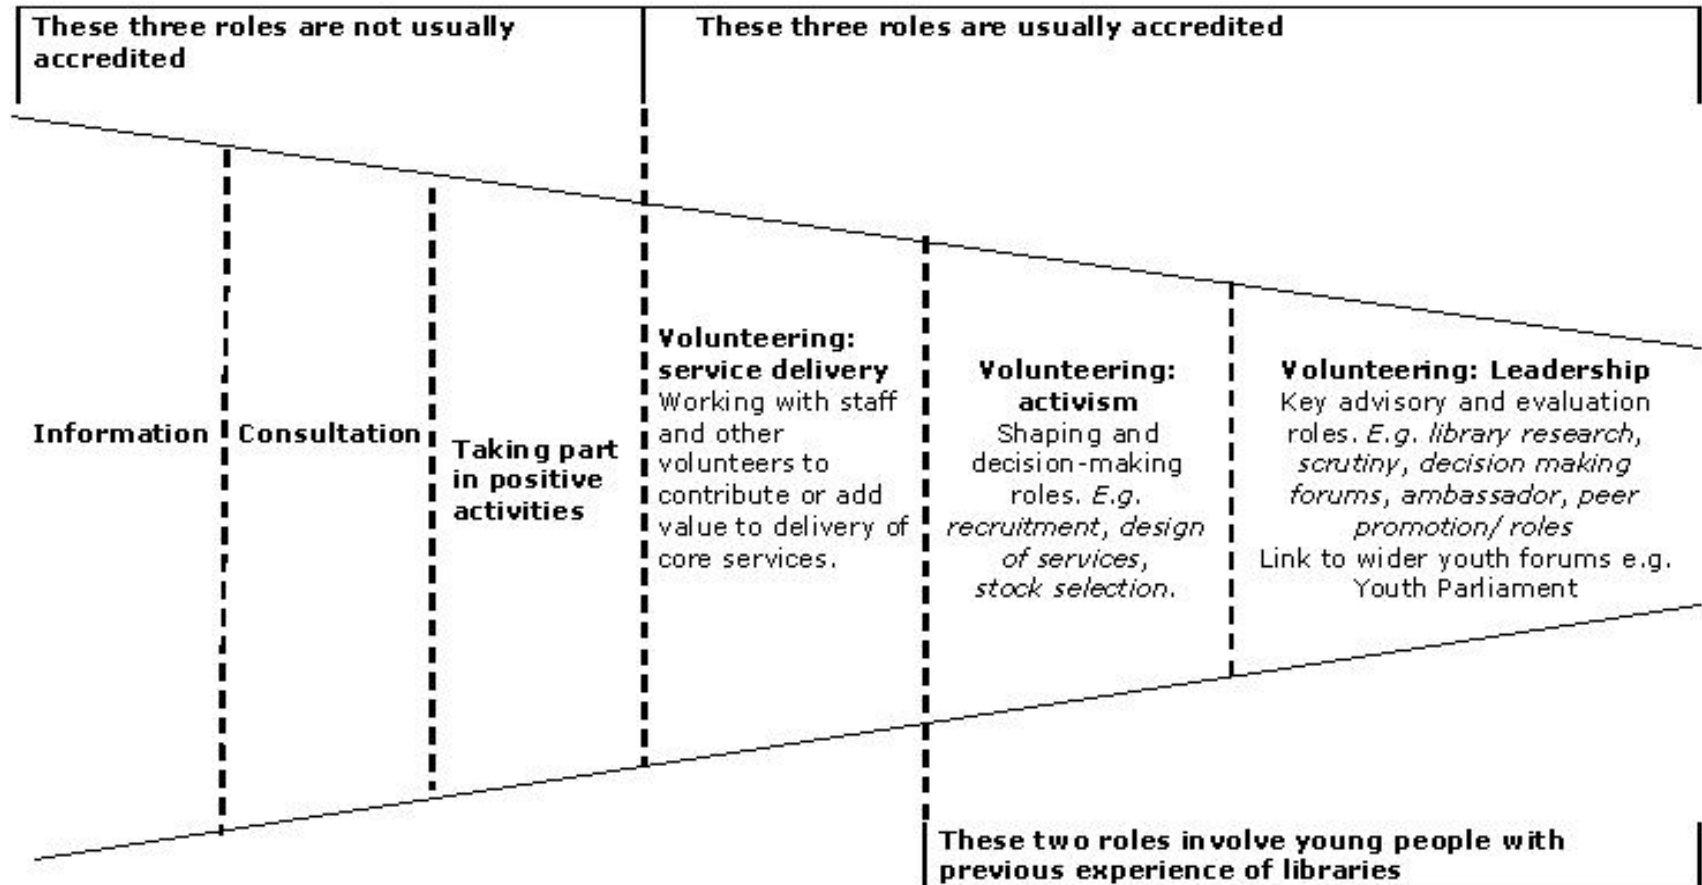 These three roles are not usually
accredited
These three roles are usually accredited
Information
Consultation
Taking part
in positive
activities
Volunteering:
service delivery
Working with staff
and other
volunteers to
contribute or add
value to delivery of
core services.
Volunteering:
activism
Shaping and
decision-making
roles. E.g.
recruitment, design
of services,
stock selection.
Volunteering: Leadership
Key advisory and evaluation
roles. E.g. library research,
scrutiny, decision making
forums, ambassador, peer
promotion/ roles
Link to wider youth forums e.g.
Youth Parliament
These two roles involve young people with
previous experience of libraries